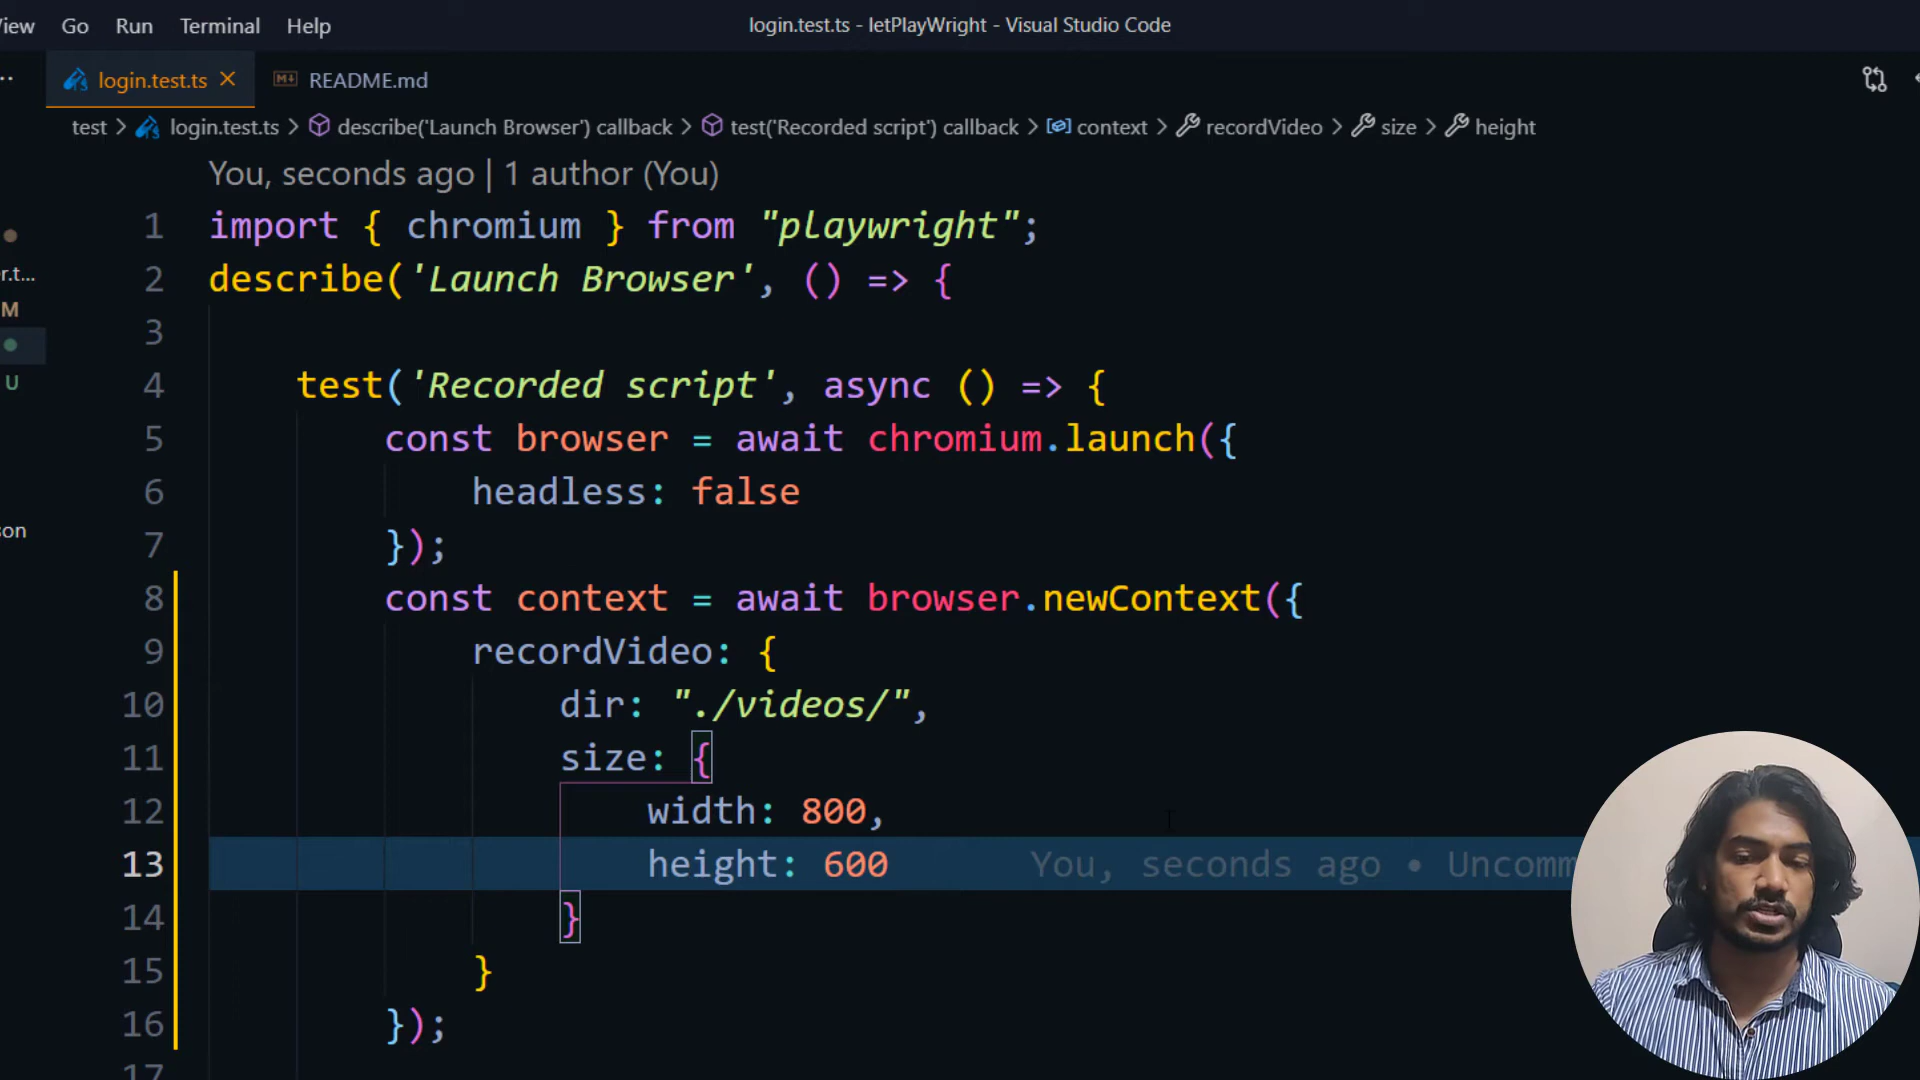 View Go Run Terminal Help login.test.ts - letPlayWright - Visual Studio Code
login.test.ts × README.md
test > login.test.ts > describe('Launch Browser') callback > test('Recorded script') callback > context > recordVideo > size > height
You, seconds ago | 1 author (You)
1 import { chromium } from "playwright";
2 describe('Launch Browser', () => {
3
4 test('Recorded script', async () => {
5 const browser = await chromium.launch({
6 headless: false
7 });
8 const context = await browser.newContext({
9 recordVideo: {
10 dir: "./videos/",
11 size: {
12 width: 800,
13 height: 600 You, seconds ago • Uncomm
14 }
15 }
16 });
17
r.t...
M
U
son